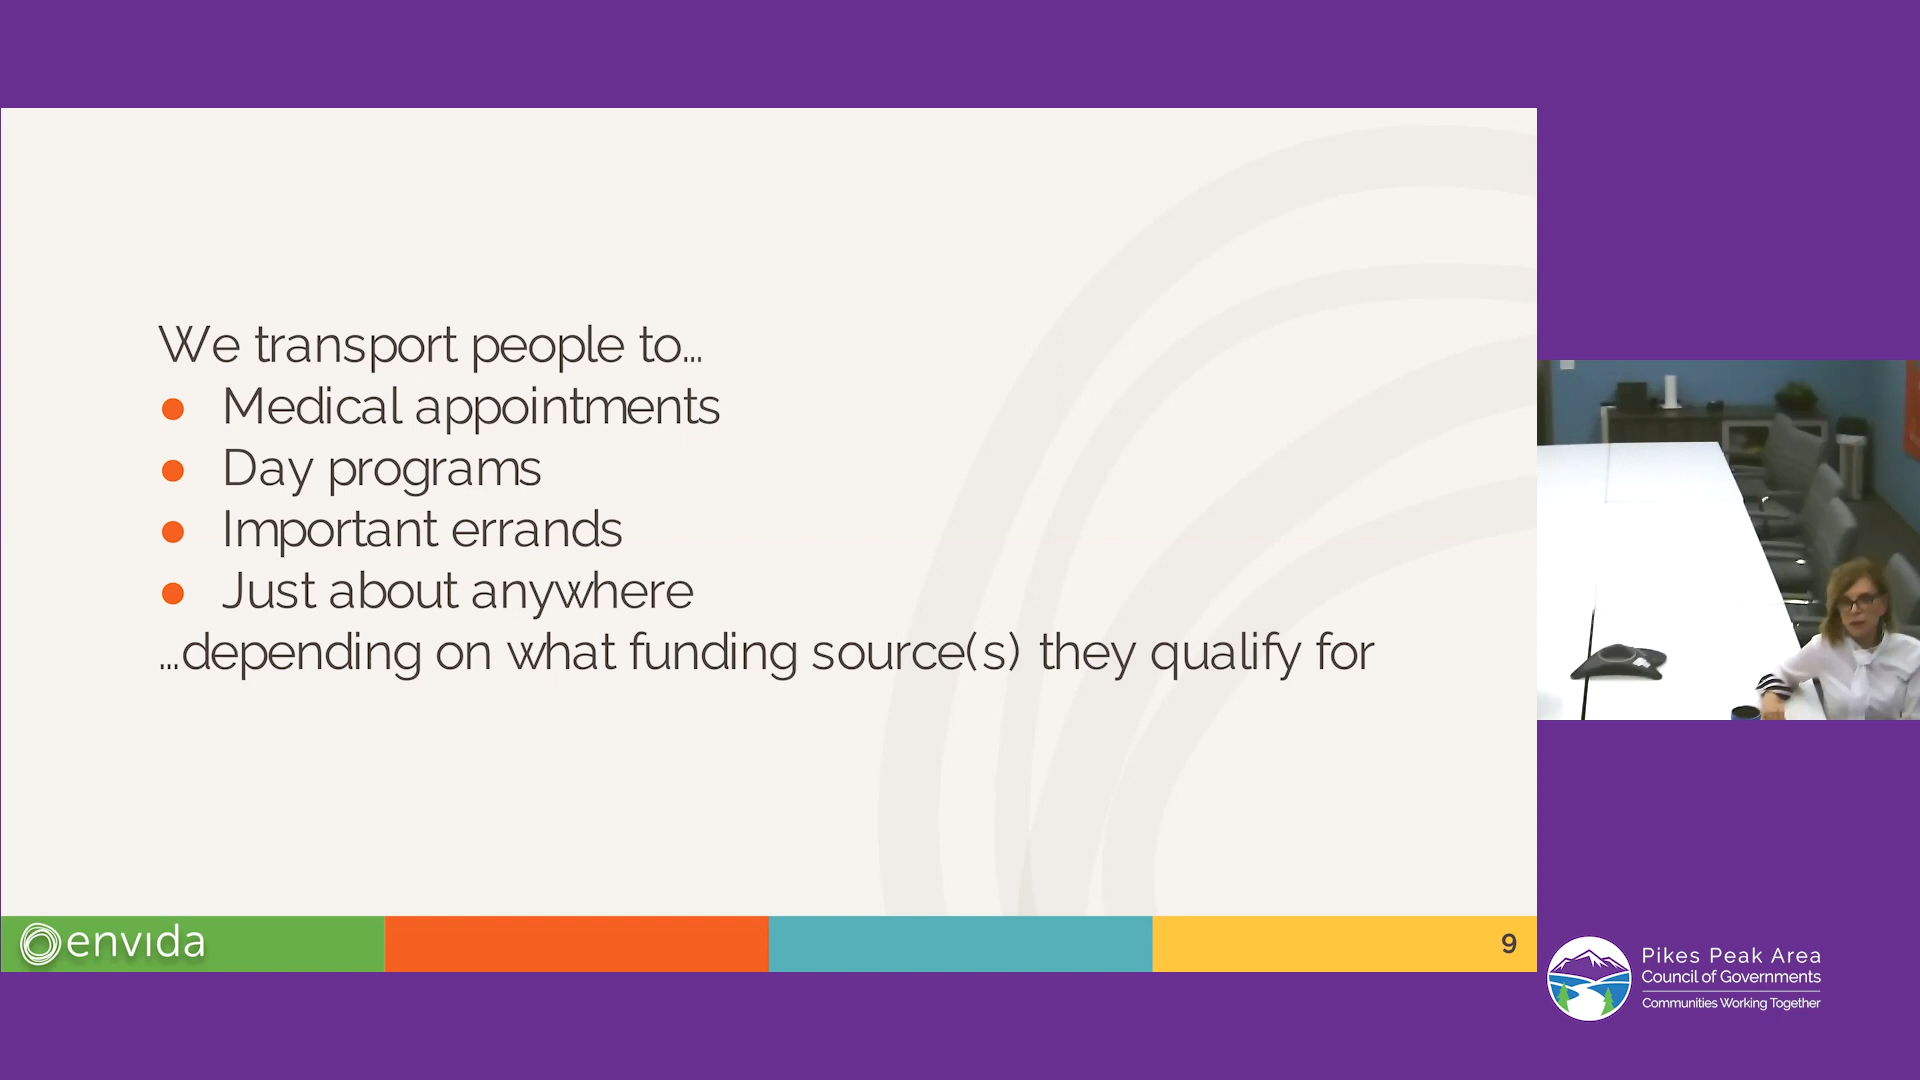 We transport people to...
● Medical appointments
● Day programs
● Important errands
● Just about anywhere
...depending on what funding source(s) they qualify for
envida
9
Pikes Peak Area
Council of Governments
Communities Working Together